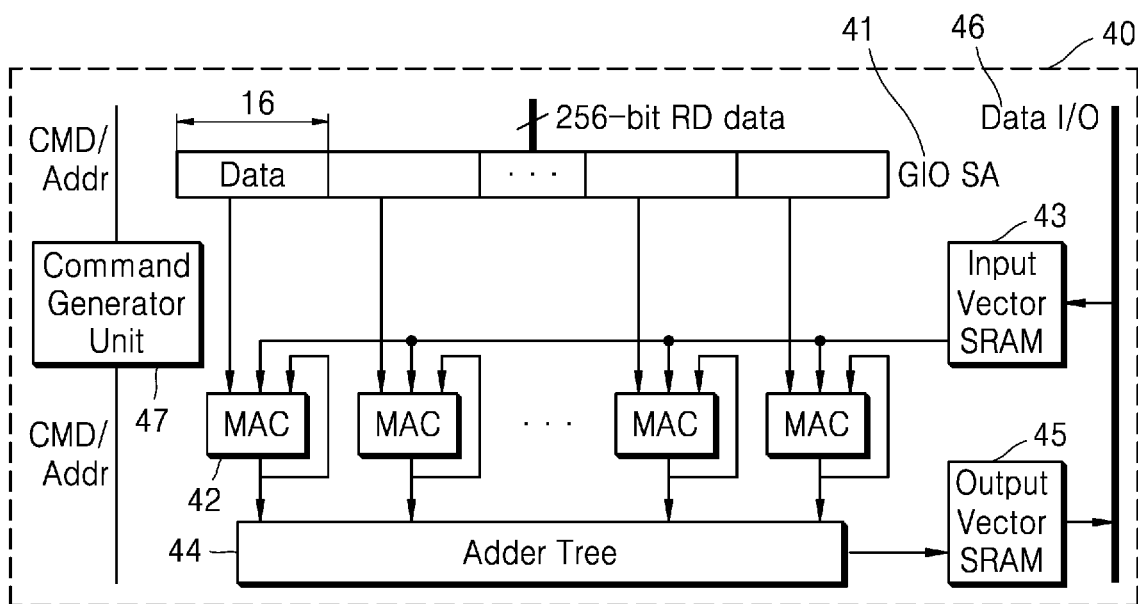 40
41
46
16
256-bit RD data
Data I/O
CMD/
Addr
Data
· · ·
GIO SA
43
Command
Generator
Unit
Input
Vector
SRAM
47
MAC
MAC
· · ·
MAC
MAC
CMD/
Addr
42
45
Output
Vector
SRAM
44
Adder Tree